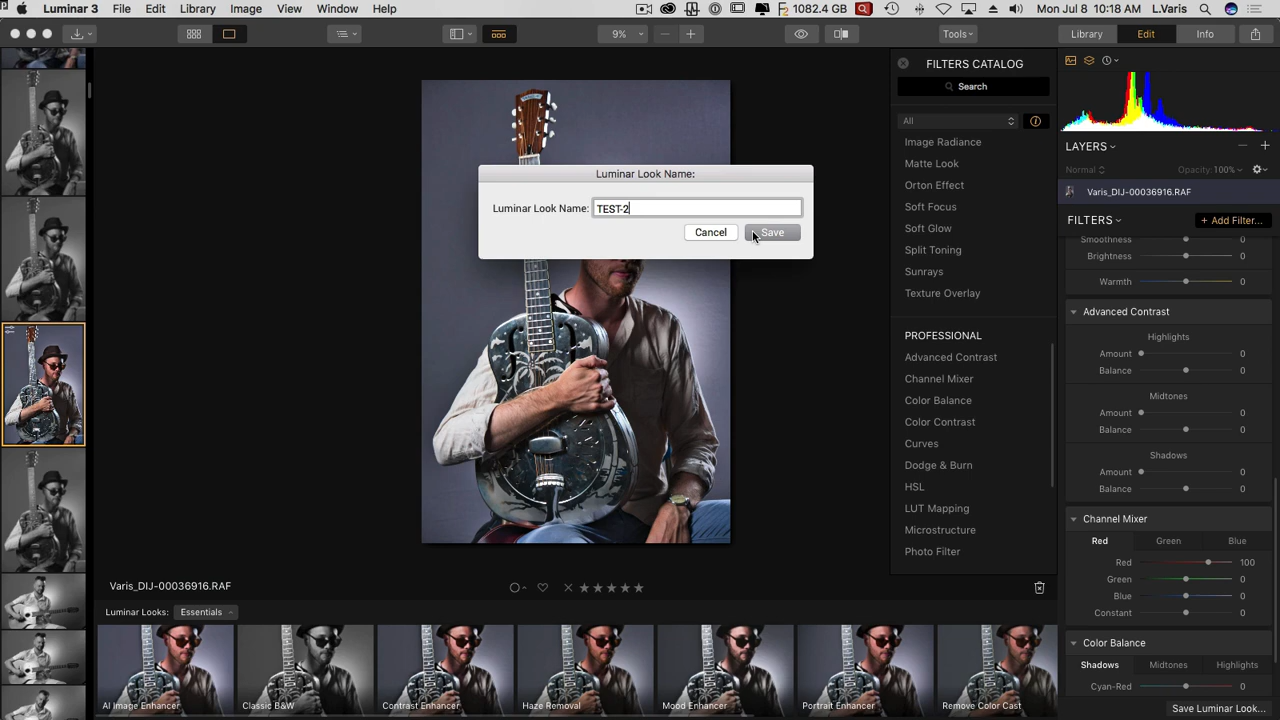 Luminar 3 File Edit Library Image View Window Help 1082.4 GB Mon Jul 8 10:18 AM L.Varis
9% Tools Library Edit Info
FILTERS CATALOG
Search
All
Image Radiance
Matte Look
Orton Effect
Soft Focus
Soft Glow
Split Toning
Sunrays
Texture Overlay
PROFESSIONAL
Advanced Contrast
Channel Mixer
Color Balance
Color Contrast
Curves
Dodge & Burn
HSL
LUT Mapping
Microstructure
Photo Filter
Luminar Look Name:
Luminar Look Name: TEST-2
Cancel Save
LAYERS
Normal Opacity: 100%
Varis_DIJ-00036916.RAF
FILTERS + Add Filter...
Smoothness 0
Brightness 0
Warmth 0
Advanced Contrast
Highlights
Amount 0
Balance 0
Midtones
Amount 0
Balance 0
Shadows
Amount 0
Balance 0
Channel Mixer
Red Green Blue
Red 100
Green 0
Blue 0
Constant 0
Color Balance
Shadows Midtones Highlights
Cyan-Red 0
Save Luminar Look...
Varis_DIJ-00036916.RAF
Luminar Looks: Essentials
AI Image Enhancer Classic B&W Contrast Enhancer Haze Removal Mood Enhancer Portrait Enhancer Remove Color Cast